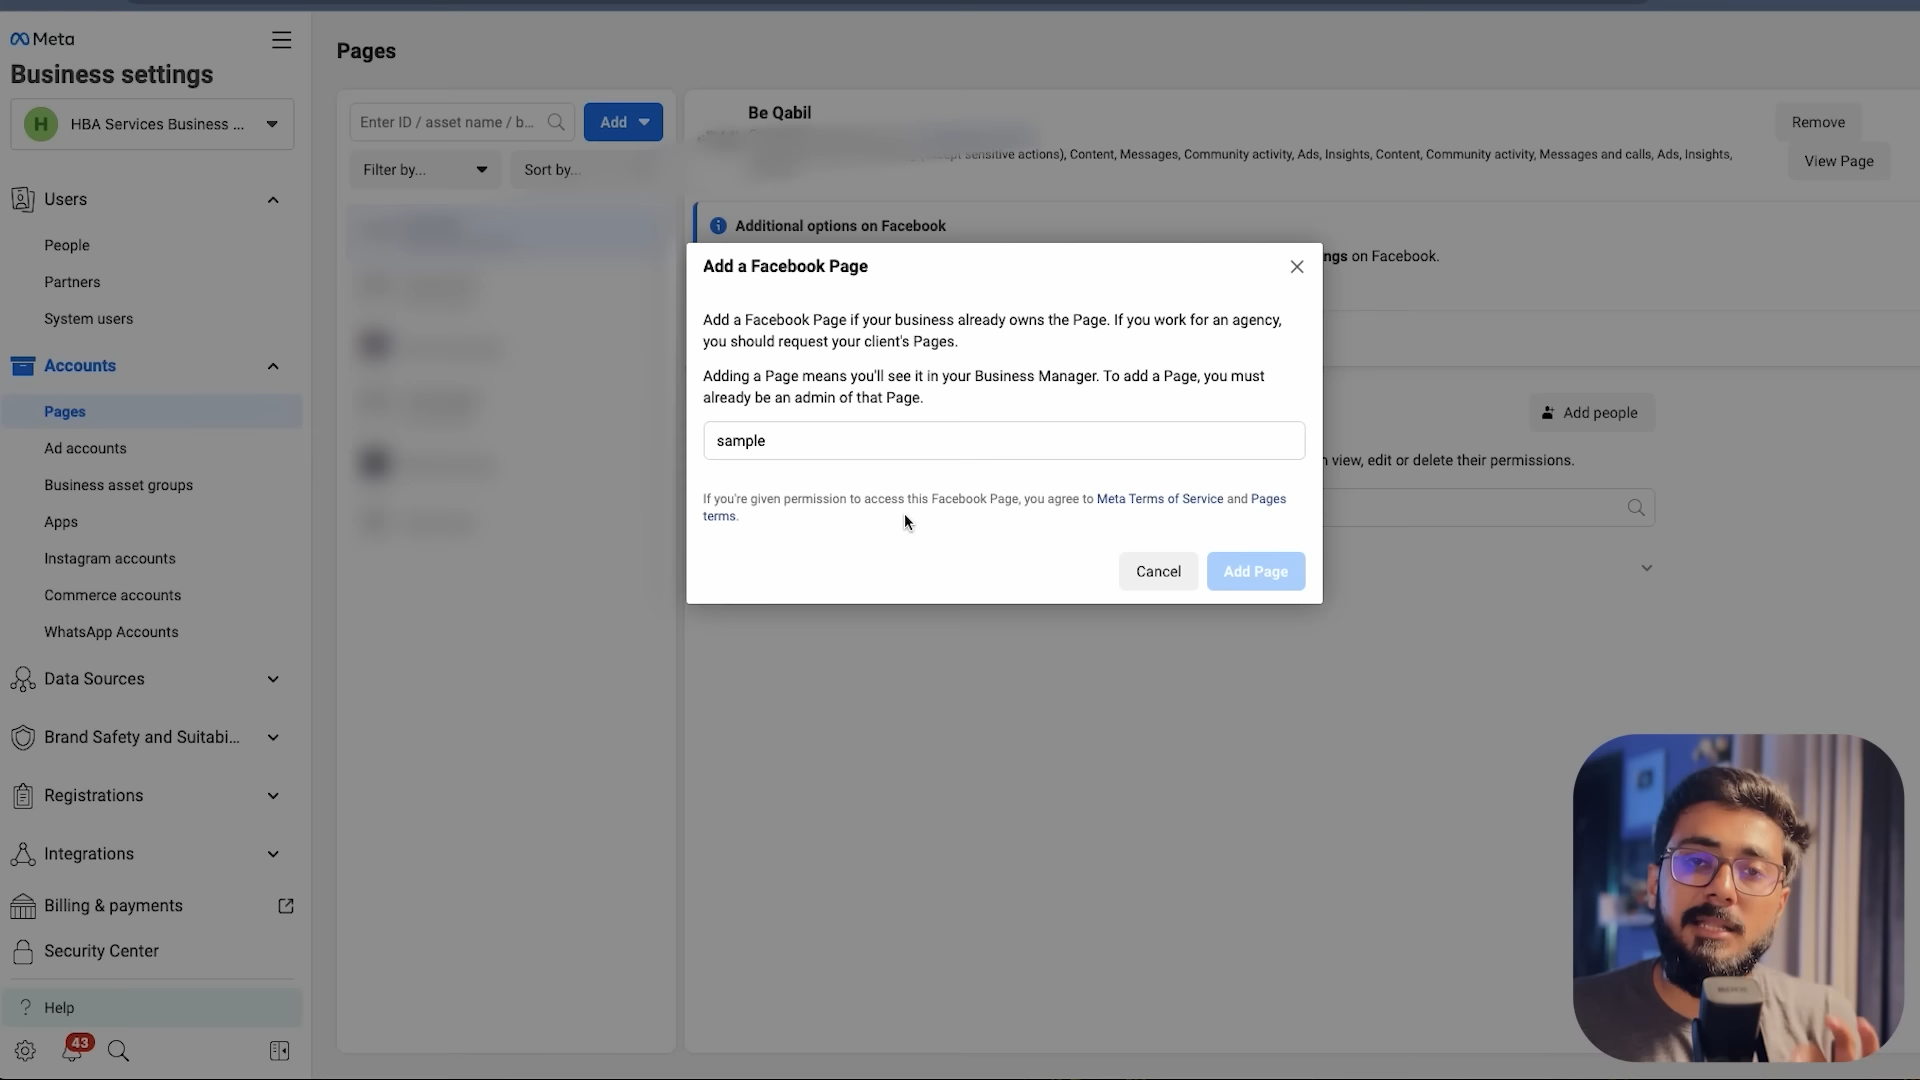 Meta
Business settings
H
HBA Services Business ...
Users
People
Partners
System users
Accounts
Pages
Ad accounts
Business asset groups
Apps
Instagram accounts
Commerce accounts
WhatsApp Accounts
Data Sources
Brand Safety and Suitabi...
Registrations
Integrations
Billing & payments
Security Center
? Help
43
Pages
Enter ID / asset name / b...
Add
Filter by...
Sort by...
Be Qabil
sensitive actions), Content, Messages, Community activity, Ads, Insights, Content, Community activity, Messages and calls, Ads, Insights,
Remove
View Page
Additional options on Facebook
ngs on Facebook.
Add people
view, edit or delete their permissions.
Add a Facebook Page
Add a Facebook Page if your business already owns the Page. If you work for an agency,
you should request your client's Pages.
Adding a Page means you'll see it in your Business Manager. To add a Page, you must
already be an admin of that Page.
sample
If you're given permission to access this Facebook Page, you agree to Meta Terms of Service and Pages
terms.
Cancel
Add Page